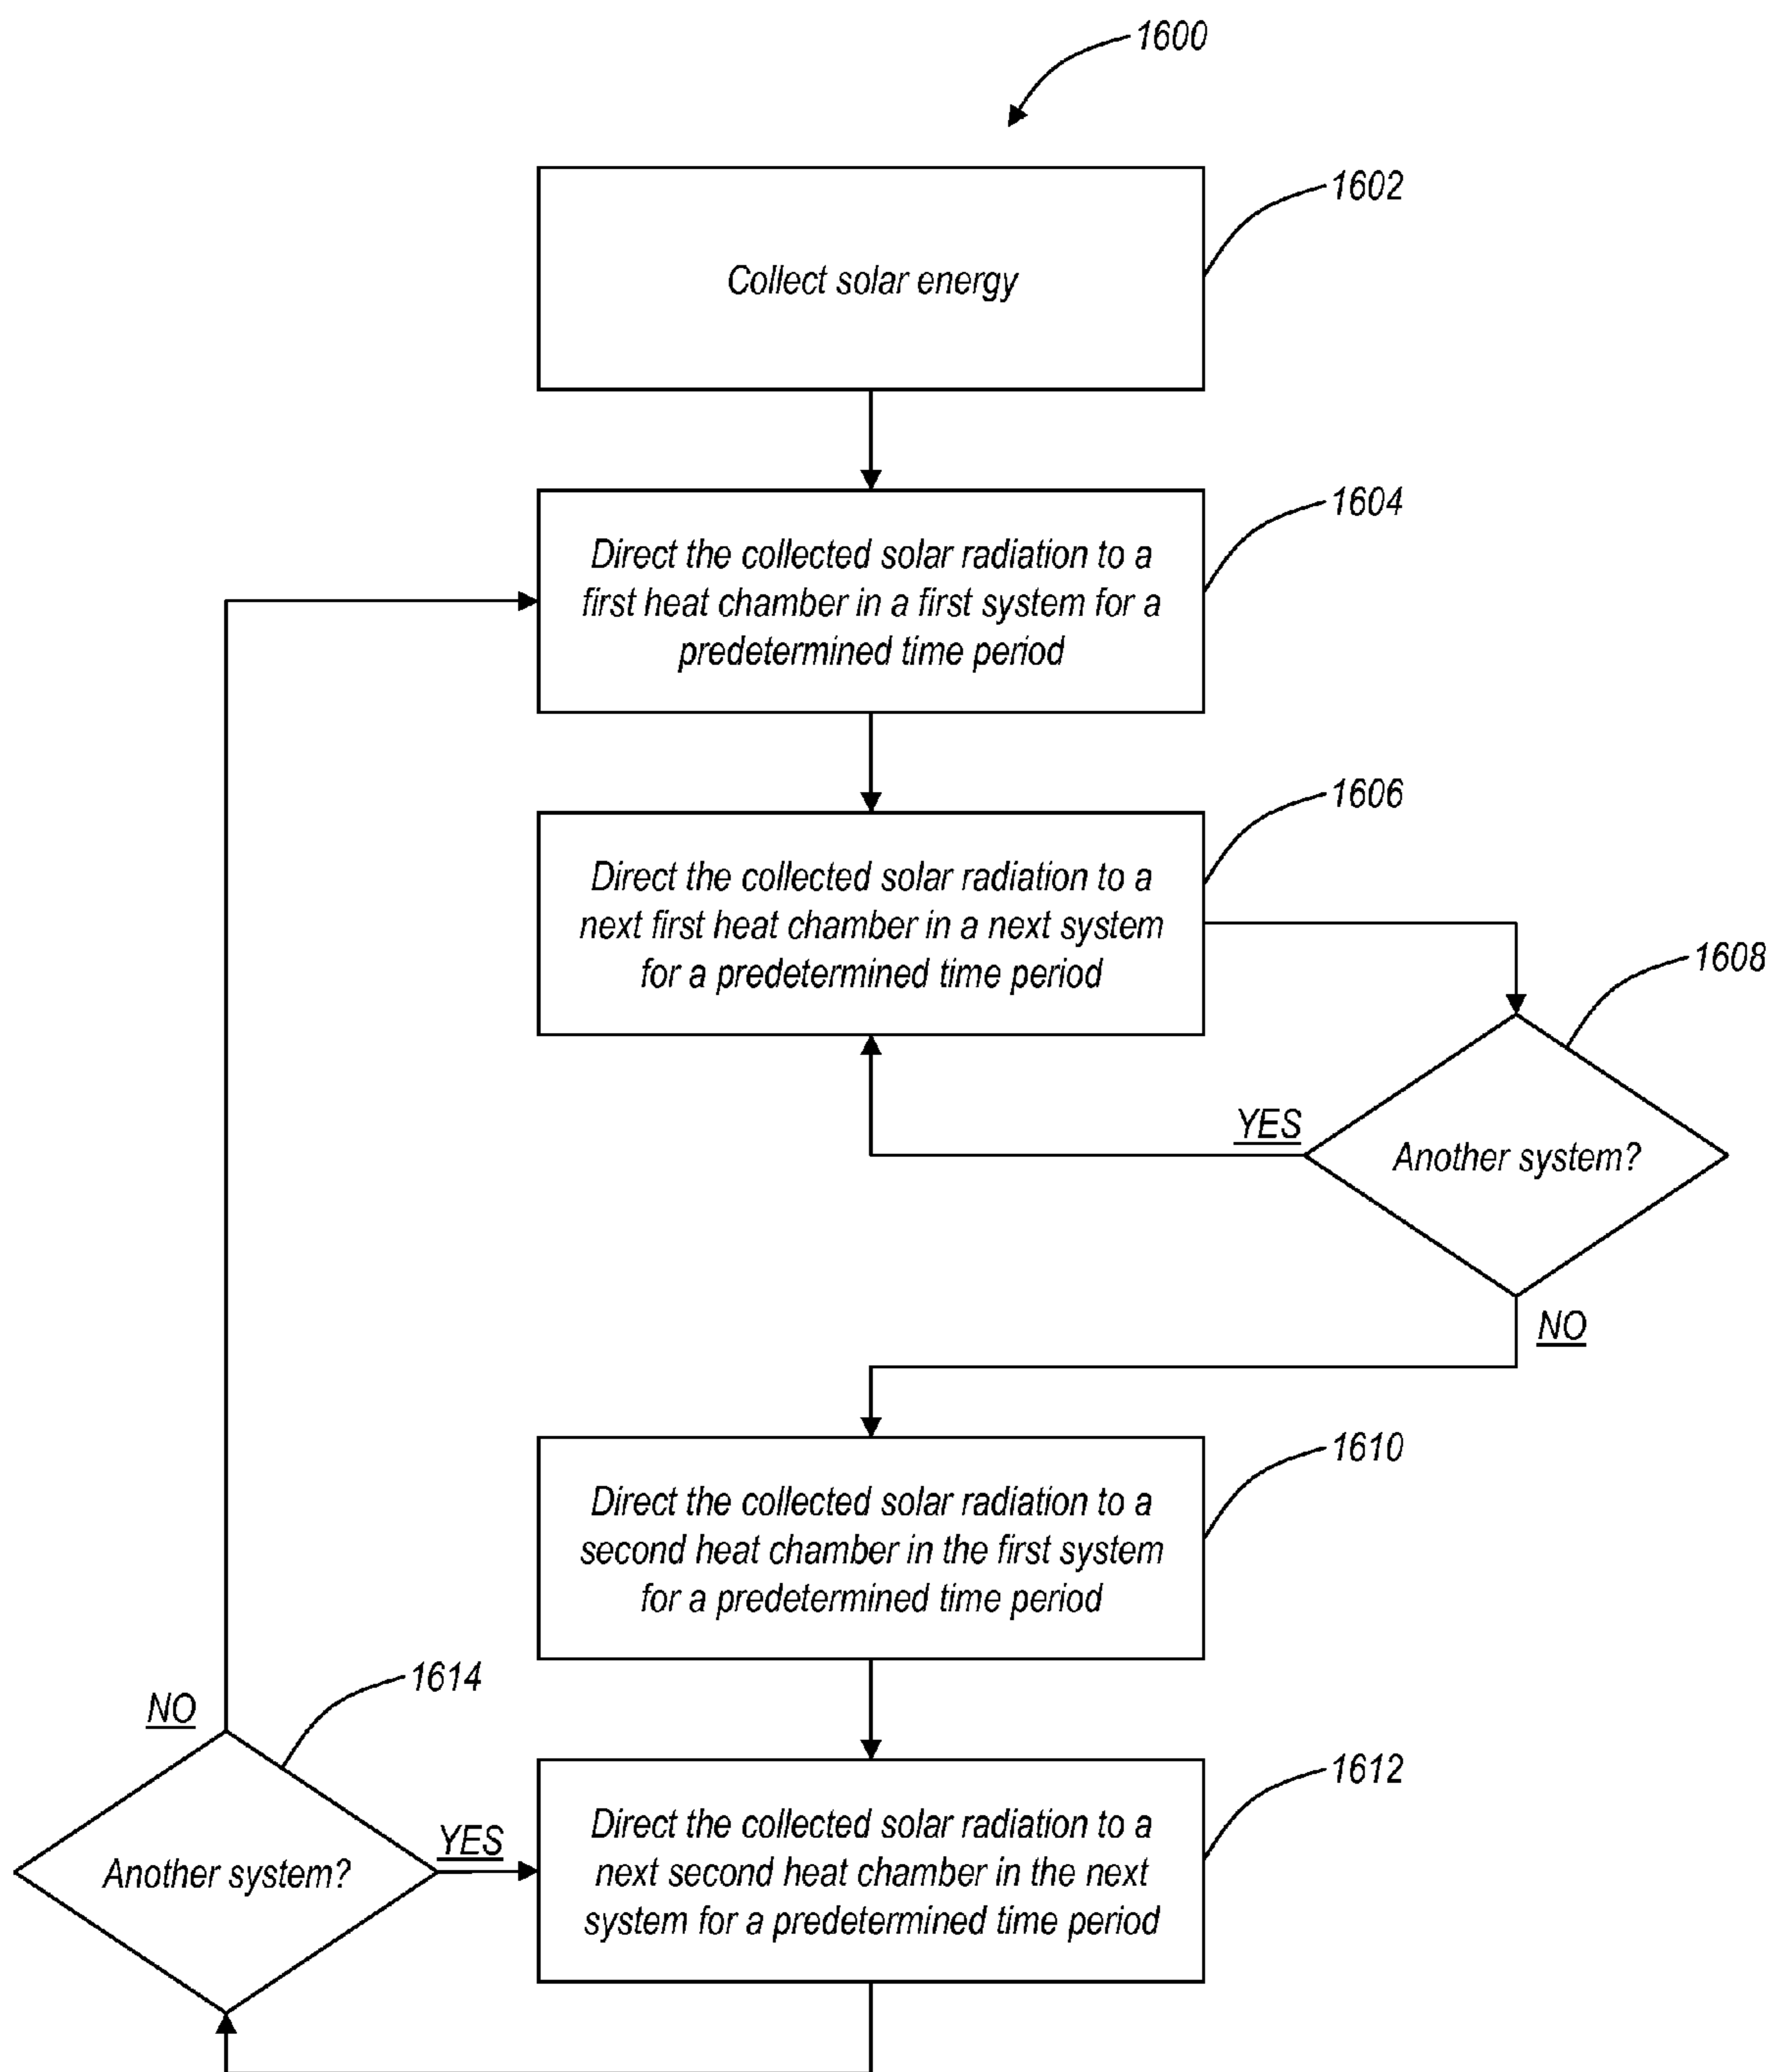 1600
1602
Collect solar energy
1604
Direct the collected solar radiation to a
first heat chamber in a first system for a
predetermined time period
1606
Direct the collected solar radiation to a
next first heat chamber in a next system
for a predetermined time period
1608
YES
Another system?
NO
1610
Direct the collected solar radiation to a
second heat chamber in the first system
for a predetermined time period
1614
NO
1612
Direct the collected solar radiation to a
next second heat chamber in the next
system for a predetermined time period
YES
Another system?